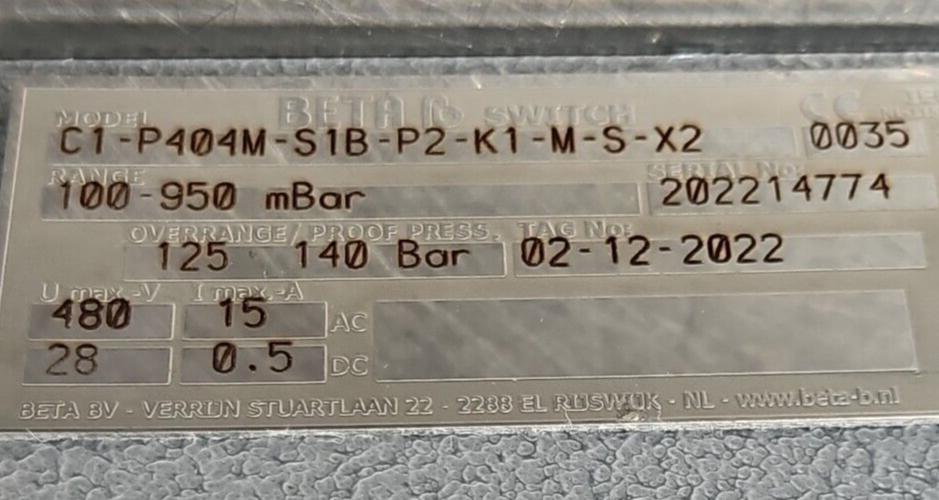 MODEL BETA b SWITCH CE
C1-P404M-S1B-P2-K1-M-S-X2 0035
RANGE SERIAL No:
100-950 mBar 202214774
OVERRANGE/PROOF PRESS. TAG No:
125 140 Bar 02-12-2022
U max.-V I max.-A
480 15 AC
28 0.5 DC
BETA BV - VERRIJN STUARTLAAN 22 - 2288 EL RIJSWIJK - NL - www.beta-b.nl